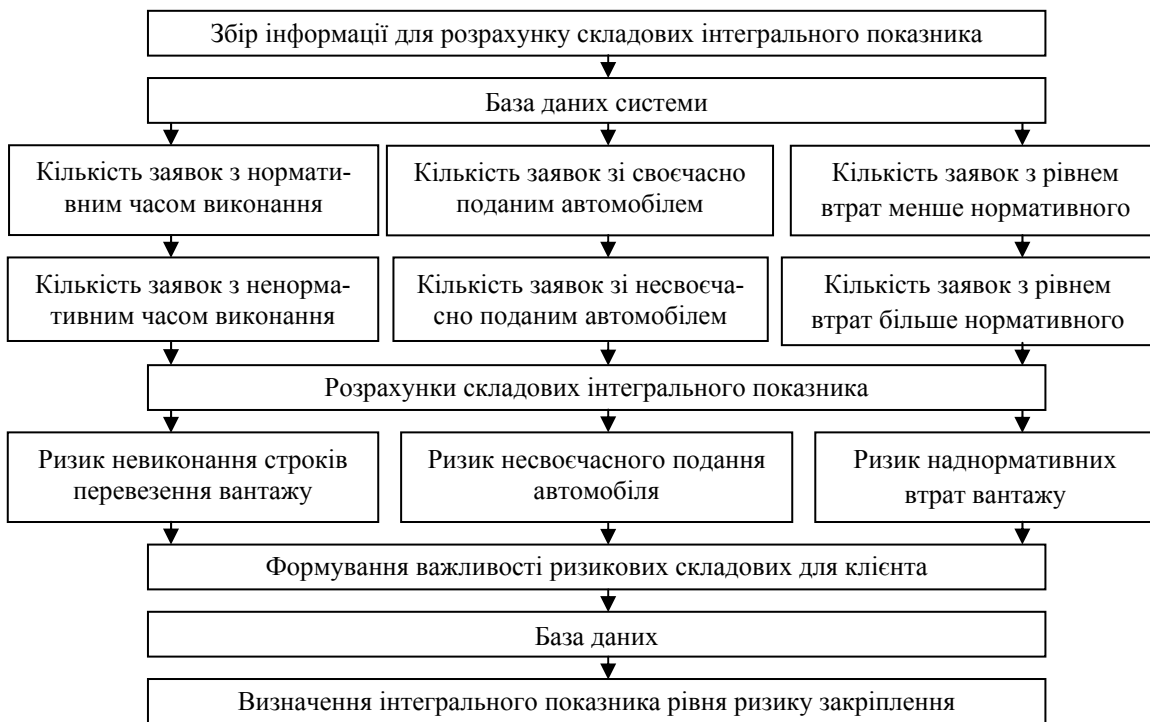 Збір інформації для розрахунку складових інтегрального показника
База даних системи
Кількість заявок з нормати-
вним часом виконання
Кількість заявок зі своєчасно
поданим автомобілем
Кількість заявок з рівнем
втрат менше нормативного
Кількість заявок з ненорма-
тивним часом виконання
Кількість заявок зі несвоєча-
сно поданим автомобілем
Кількість заявок з рівнем
втрат більше нормативного
Розрахунки складових інтегрального показника
Ризик невиконання строків
перевезення вантажу
Ризик несвоєчасного подання
автомобіля
Ризик наднормативних
втрат вантажу
Формування важливості ризикових складових для клієнта
База даних
Визначення інтегрального показника рівня ризику закріплення